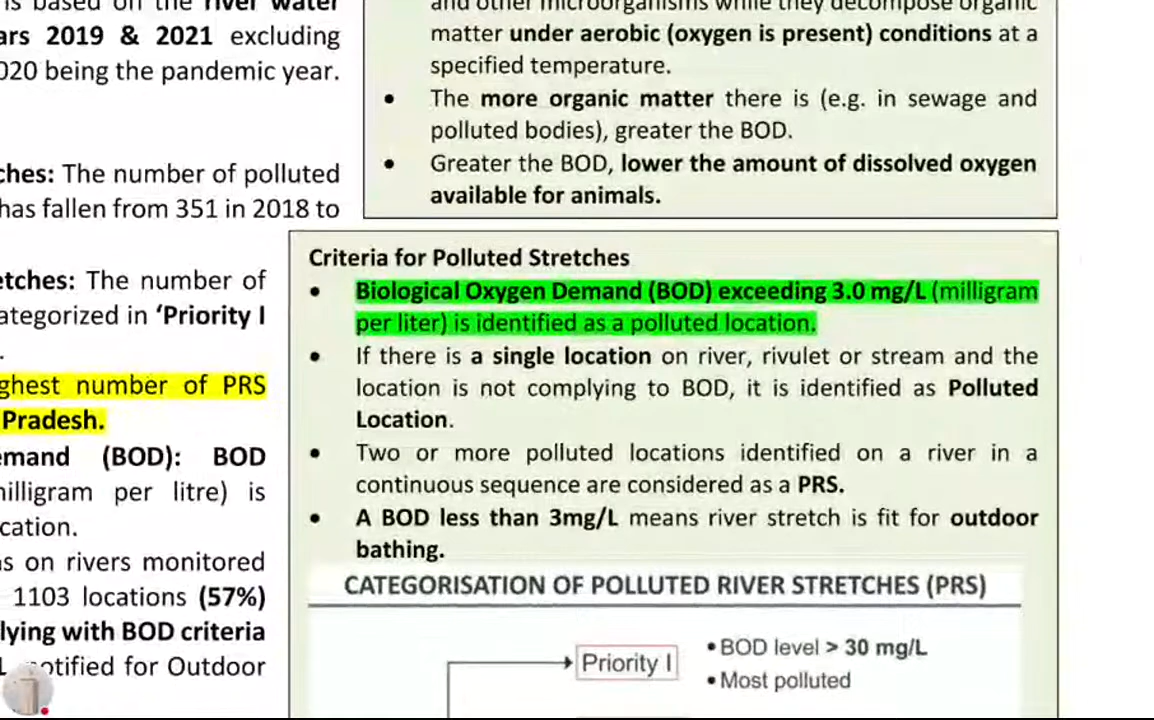 is based on the river water
ars 2019 & 2021 excluding
020 being the pandemic year.
ches: The number of polluted
has fallen from 351 in 2018 to
etches: The number of
ategorized in ‘Priority I
.
ghest number of PRS
Pradesh.
emand (BOD): BOD
nilligram per litre) is
cation.
ns on rivers monitored
1103 locations (57%)
lying with BOD criteria
notified for Outdoor
and other microorganisms while they decompose organic
matter under aerobic (oxygen is present) conditions at a
specified temperature.
• The more organic matter there is (e.g. in sewage and
polluted bodies), greater the BOD.
• Greater the BOD, lower the amount of dissolved oxygen
available for animals.
Criteria for Polluted Stretches
• Biological Oxygen Demand (BOD) exceeding 3.0 mg/L (milligram
per liter) is identified as a polluted location.
• If there is a single location on river, rivulet or stream and the
location is not complying to BOD, it is identified as Polluted
Location.
• Two or more polluted locations identified on a river in a
continuous sequence are considered as a PRS.
• A BOD less than 3mg/L means river stretch is fit for outdoor
bathing.
CATEGORISATION OF POLLUTED RIVER STRETCHES (PRS)
Priority I
• BOD level > 30 mg/L
• Most polluted